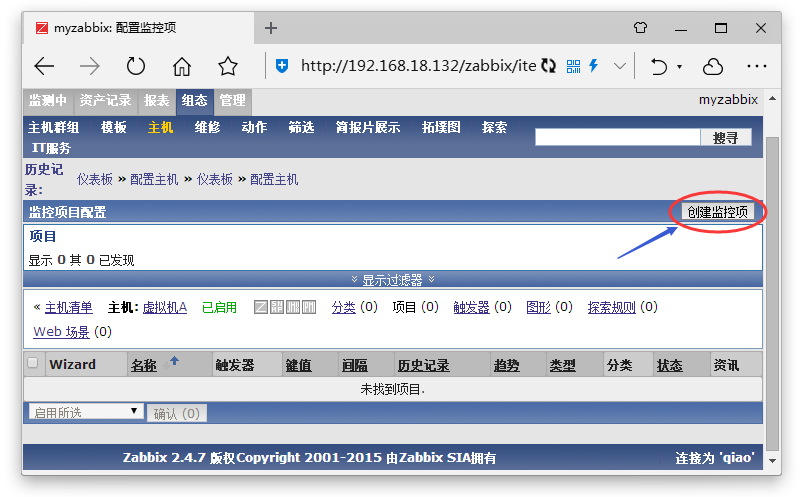 Z myzabbix: 配置监控项
http://192.168.18.132/zabbix/ite
监测中 资产记录 报表 组态 管理 myzabbix
主机群组 模板 主机 维修 动作 筛选 简报片展示 拓墣图 探索 搜寻
IT服务
历史记录: 仪表板 » 配置主机 » 仪表板 » 配置主机
监控项目配置 创建监控项
项目
显示 0 其 0 已发现
显示过滤器
« 主机清单 主机: 虚拟机A 已启用 分类 (0) 项目 (0) 触发器 (0) 图形 (0) 探索规则 (0)
Web 场景 (0)
Wizard 名称 触发器 键值 间隔 历史记录 趋势 类型 分类 状态 资讯
未找到项目.
启用所选 确认 (0)
Zabbix 2.4.7 版权Copyright 2001-2015 由Zabbix SIA拥有 连接为 'qiao'